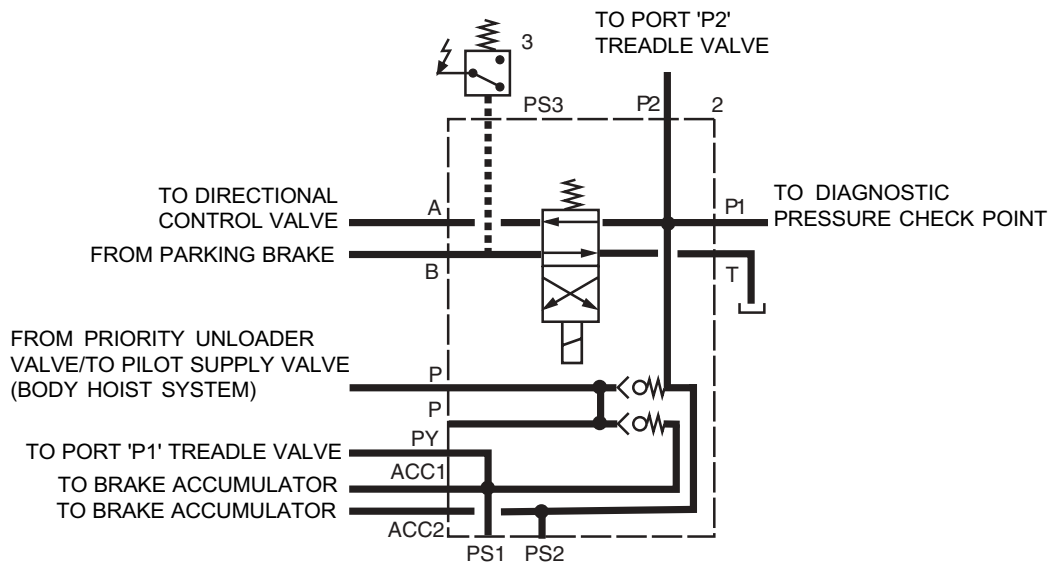 TO PORT 'P2'
TREADLE VALVE
3
PS3
P2
2
TO DIRECTIONAL
CONTROL VALVE
A
P1
TO DIAGNOSTIC
PRESSURE CHECK POINT
FROM PARKING BRAKE
B
T
FROM PRIORITY UNLOADER
VALVE/TO PILOT SUPPLY VALVE
(BODY HOIST SYSTEM)
P
P
PY
TO PORT 'P1' TREADLE VALVE
ACC1
TO BRAKE ACCUMULATOR
TO BRAKE ACCUMULATOR
ACC2
PS1
PS2